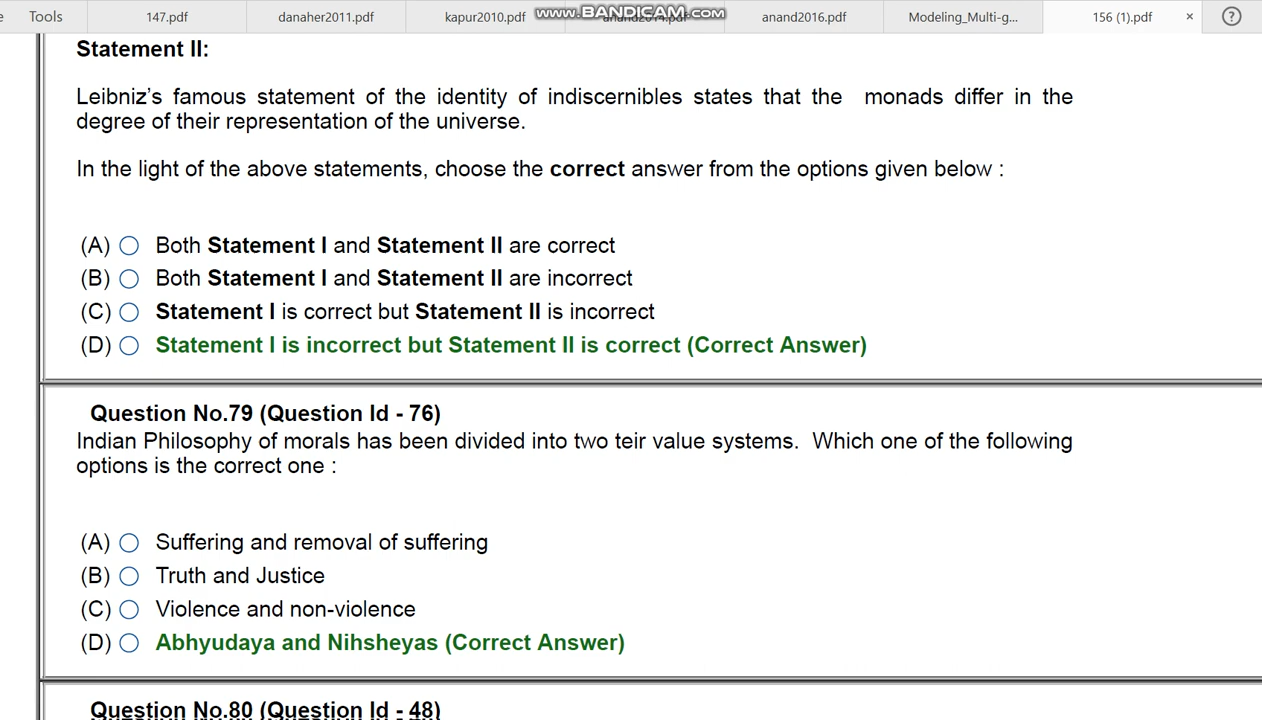 e Tools 147.pdf danaher2011.pdf kapur2010.pdf anand2014.pdf anand2016.pdf Modeling_Multi-g... 156 (1).pdf × ?
www.BANDICAM.com
Statement II:
Leibniz’s famous statement of the identity of indiscernibles states that the monads differ in the
degree of their representation of the universe.
In the light of the above statements, choose the correct answer from the options given below :
(A) Both Statement I and Statement II are correct
(B) Both Statement I and Statement II are incorrect
(C) Statement I is correct but Statement II is incorrect
(D) Statement I is incorrect but Statement II is correct (Correct Answer)
Question No.79 (Question Id - 76)
Indian Philosophy of morals has been divided into two teir value systems. Which one of the following
options is the correct one :
(A) Suffering and removal of suffering
(B) Truth and Justice
(C) Violence and non-violence
(D) Abhyudaya and Nihsheyas (Correct Answer)
Question No.80 (Question Id - 48)